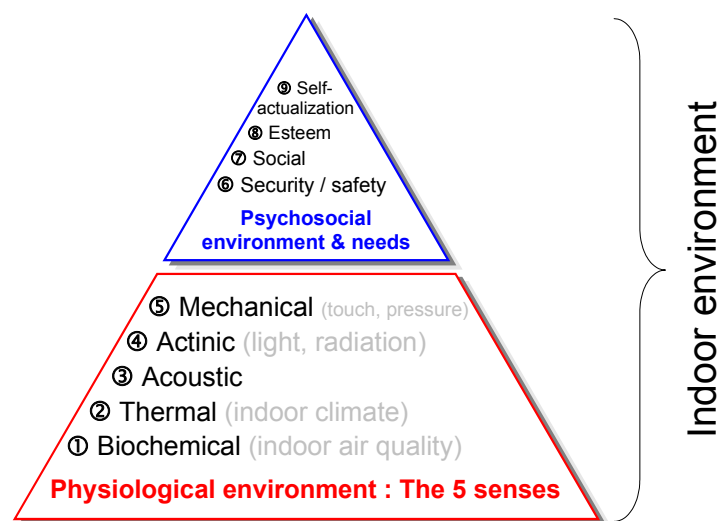 ⑨ Self-
actualization
⑧ Esteem
⑦ Social
⑥ Security / safety
Psychosocial
environment & needs
⑤ Mechanical (touch, pressure)
④ Actinic (light, radiation)
③ Acoustic
② Thermal (indoor climate)
① Biochemical (indoor air quality)
Physiological environment : The 5 senses
Indoor environment